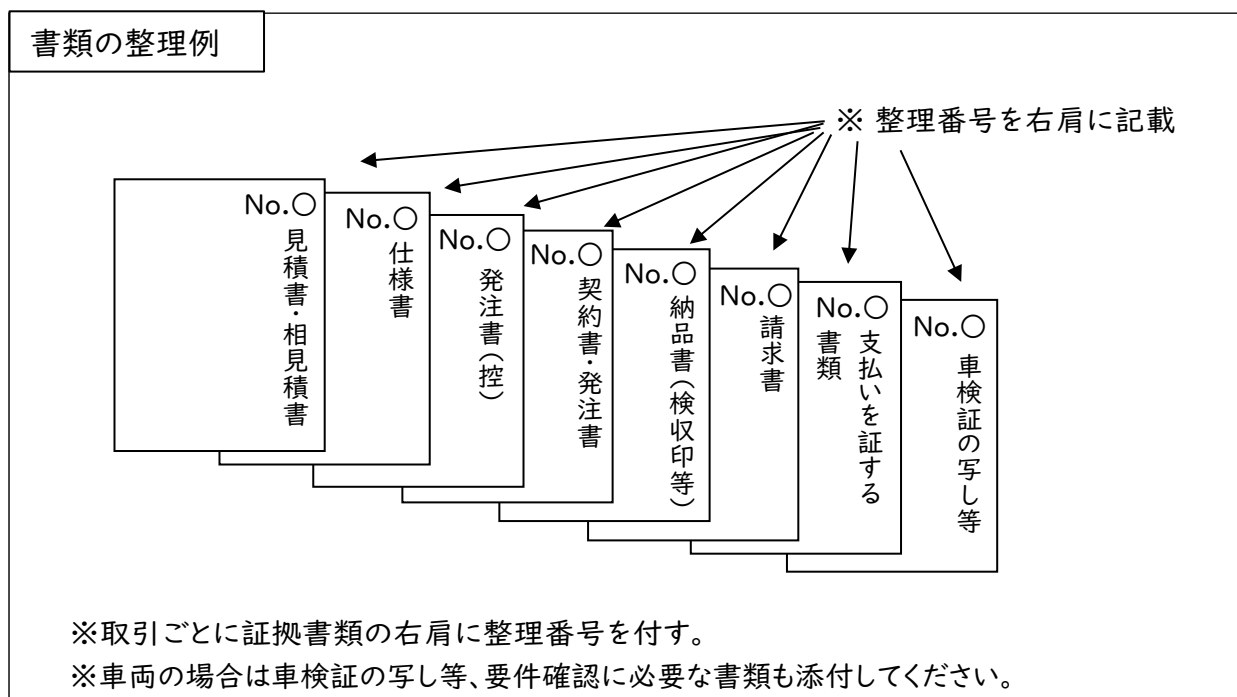 書類の整理例
※ 整理番号を右肩に記載
No.○
見積書・相見積書
No.○
仕様書
No.○
発注書(控)
No.○
契約書・発注書
No.○
納品書(検収印等)
No.○
請求書
No.○
支払いを証する
書類
No.○
車検証の写し等
※取引ごとに証拠書類の右肩に整理番号を付す。
※車両の場合は車検証の写し等、要件確認に必要な書類も添付してください。